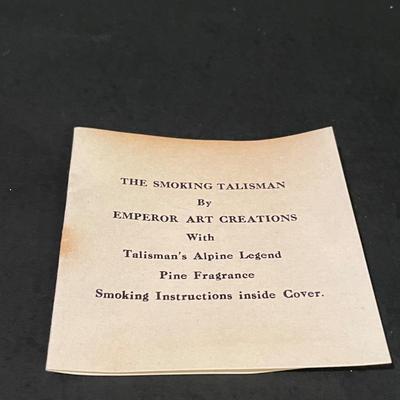 THE SMOKING TALISMAN
By
EMPEROR ART CREATIONS
With
Talisman's Alpine Legend
Pine Fragrance
Smoking Instructions inside Cover.